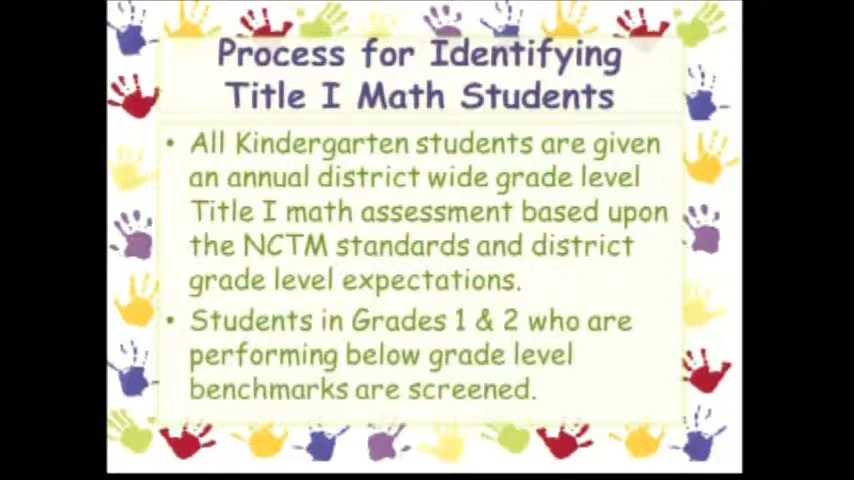 Process for Identifying
Title I Math Students
• All Kindergarten students are given
an annual district wide grade level
Title I math assessment based upon
the NCTM standards and district
grade level expectations.
• Students in Grades 1 & 2 who are
performing below grade level
benchmarks are screened.